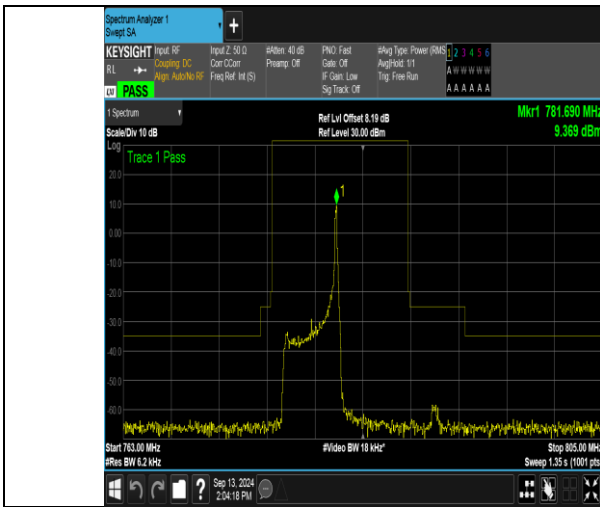 Spectrum Analyzer 1
Swept SA
+
KEYSIGHT Input: RF Input Z: 50 Ω #Atten: 40 dB PNO: Fast #Avg Type: Power (RMS 1 2 3 4 5 6
R L Coupling: DC Corr CCorr Preamp: Off Gate: Off Avg|Hold: 1/1 A W W W W W
Align: Auto/No RF Freq Ref: Int (S) IF Gain: Low Trig: Free Run
LXI PASS Sig Track: Off A A A A A A
1 Spectrum Ref Lvl Offset 8.19 dB Mkr1 781.690 MHz
Scale/Div 10 dB Ref Level 30.00 dBm 9.369 dBm
Log
Trace 1 Pass
20.0
1
10.0
0.00
-10.0
-20.0
-30.0
-40.0
-50.0
-60.0
Start 763.00 MHz #Video BW 18 kHz* Stop 805.00 MHz
#Res BW 6.2 kHz Sweep 1.35 s (1001 pts
? Sep 13, 2024
2:04:18 PM